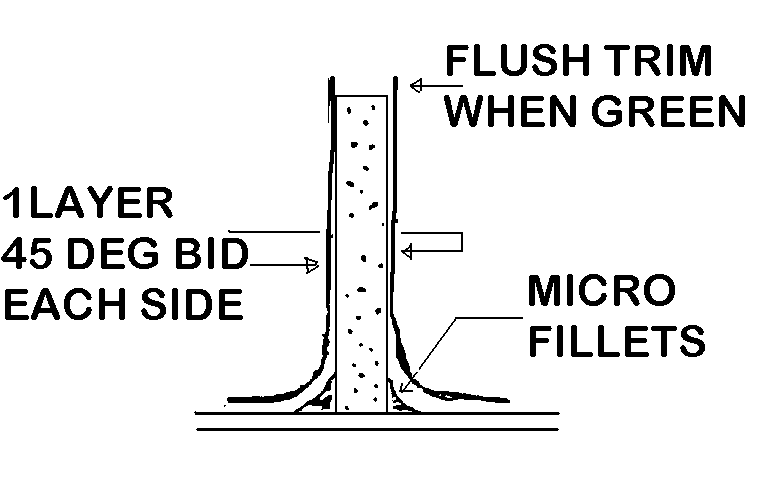 FLUSH TRIM
WHEN GREEN
1LAYER
45 DEG BID
EACH SIDE
MICRO
FILLETS